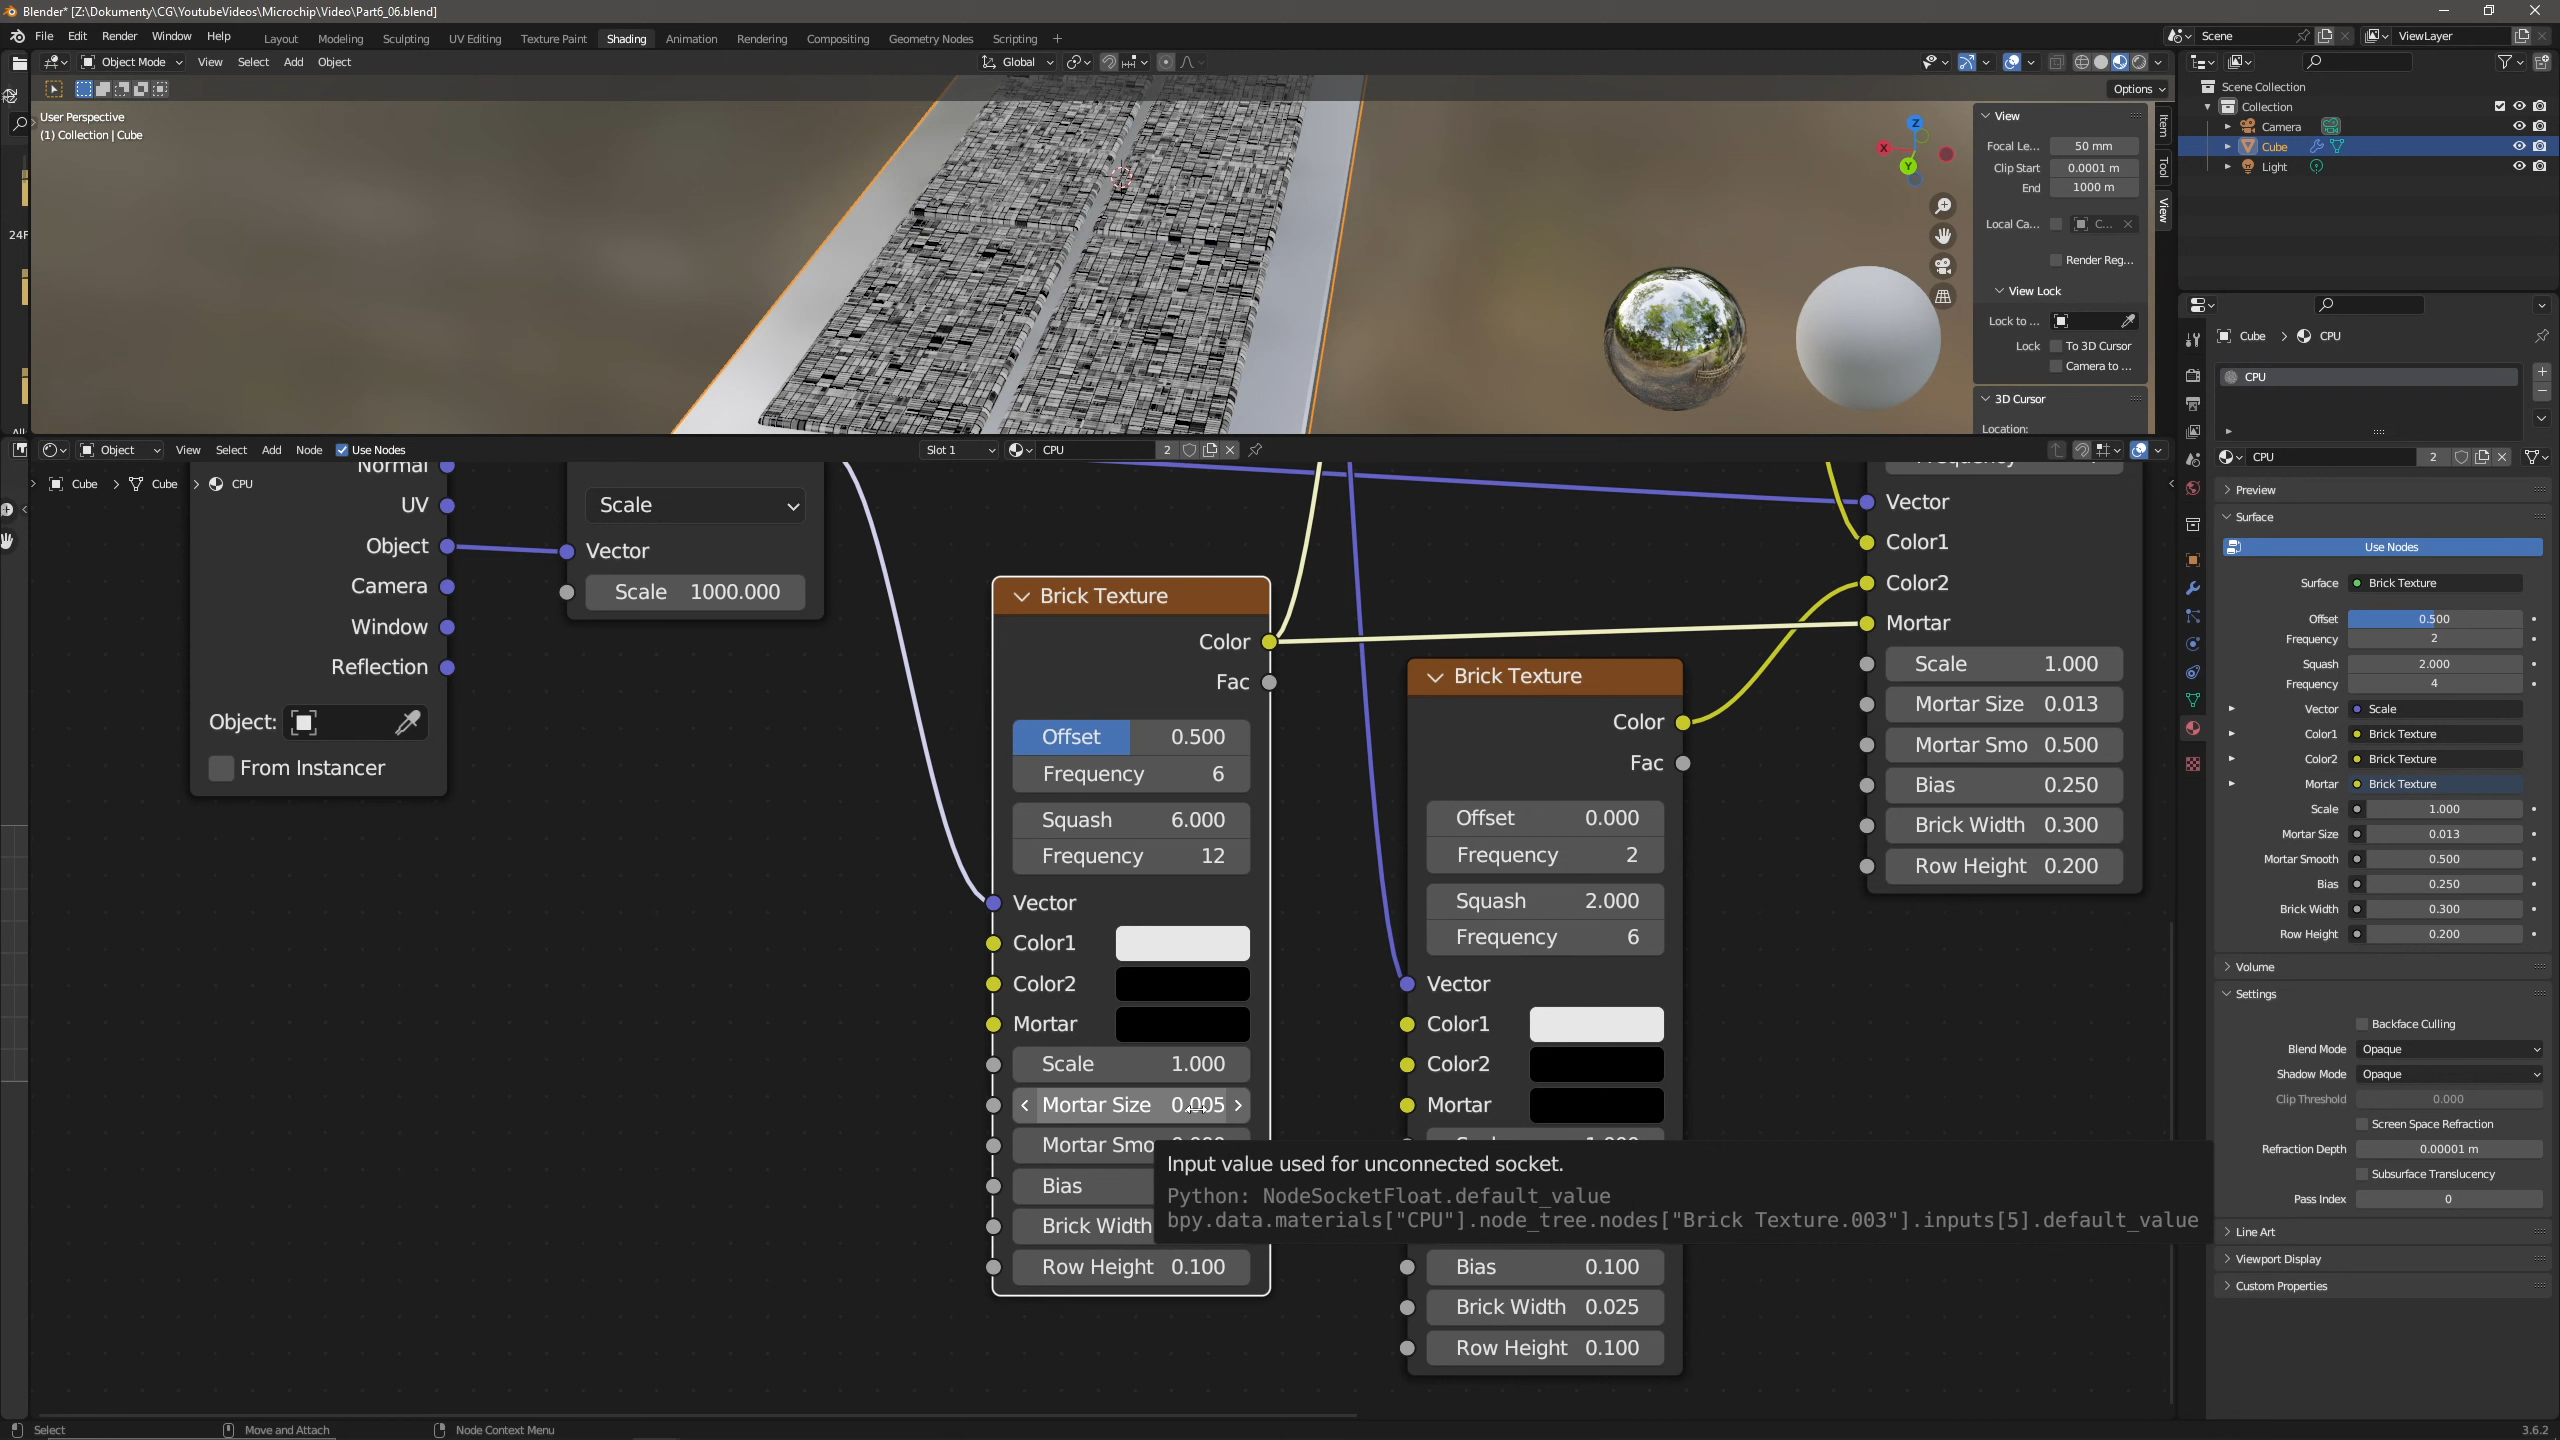 Blender* [Z:\Dokumenty\CG\YoutubeVideos\Microchip\Video\Part6_06.blend]
File Edit Render Window Help Layout Modeling Sculpting UV Editing Texture Paint Shading Animation Rendering Compositing Geometry Nodes Scripting +
Scene ViewLayer
Object Mode View Select Add Object Global
Options
User Perspective
(1) Collection | Cube
24F
View
Focal Le... 50 mm
Clip Start 0.0001 m
End 1000 m
Local Ca... C...
Render Reg...
View Lock
Lock to ...
Lock To 3D Cursor
Camera to ...
3D Cursor
Location:
Item
Tool
View
X
Y
Z
Scene Collection
Collection
Camera
Cube
Light
Object View Select Add Node Use Nodes Slot 1 CPU 2
Cube > Cube > CPU
Normal
UV
Object
Camera
Window
Reflection
Object:
From Instancer
Scale
Vector
Scale 1000.000
Brick Texture
Color
Fac
Offset 0.500
Frequency 6
Squash 6.000
Frequency 12
Vector
Color1
Color2
Mortar
Scale 1.000
Mortar Size 0.005
Mortar Smo
Bias
Brick Width
Row Height 0.100
Input value used for unconnected socket.
Python: NodeSocketFloat.default_value
bpy.data.materials["CPU"].node_tree.nodes["Brick Texture.003"].inputs[5].default_value
Brick Texture
Color
Fac
Offset 0.000
Frequency 2
Squash 2.000
Frequency 6
Vector
Color1
Color2
Mortar
Bias 0.100
Brick Width 0.025
Row Height 0.100
Vector
Color1
Color2
Mortar
Scale 1.000
Mortar Size 0.013
Mortar Smo 0.500
Bias 0.250
Brick Width 0.300
Row Height 0.200
Cube > CPU
CPU
CPU 2
Preview
Surface
Use Nodes
Surface Brick Texture
Offset 0.500
Frequency 2
Squash 2.000
Frequency 4
Vector Scale
Color1 Brick Texture
Color2 Brick Texture
Mortar Brick Texture
Scale 1.000
Mortar Size 0.013
Mortar Smooth 0.500
Bias 0.250
Brick Width 0.300
Row Height 0.200
Volume
Settings
Backface Culling
Blend Mode Opaque
Shadow Mode Opaque
Clip Threshold 0.000
Screen Space Refraction
Refraction Depth 0.00001 m
Subsurface Translucency
Pass Index 0
Line Art
Viewport Display
Custom Properties
Select Move and Attach Node Context Menu 3.6.2